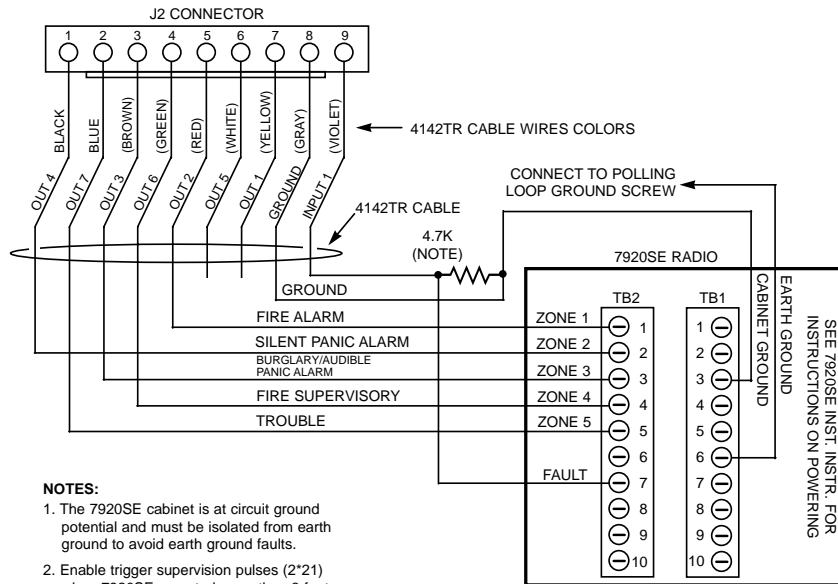 J2 CONNECTOR
1 2 3 4 5 6 7 8 9
BLACK
BLUE
(BROWN)
(GREEN)
(RED)
(WHITE)
(YELLOW)
(GRAY)
(VIOLET)
4142TR CABLE WIRES COLORS
OUT 4
OUT 7
OUT 3
OUT 6
OUT 2
OUT 5
OUT 1
GROUND
INPUT 1
4142TR CABLE
CONNECT TO POLLING
LOOP GROUND SCREW
4.7K
(NOTE)
7920SE RADIO
GROUND
FIRE ALARM
SILENT PANIC ALARM
BURGLARY/AUDIBLE
PANIC ALARM
FIRE SUPERVISORY
TROUBLE
ZONE 1
ZONE 2
ZONE 3
ZONE 4
ZONE 5
FAULT
TB2
1
2
3
4
5
6
7
8
9
10
TB1
1
2
3
4
5
6
7
8
9
10
CABINET GROUND
EARTH GROUND
SEE 7920SE INST. INSTR. FOR
INSTRUCTIONS ON POWERING
NOTES:
1. The 7920SE cabinet is at circuit ground
potential and must be isolated from earth
ground to avoid earth ground faults.
2. Enable trigger supervision pulses (2*21)